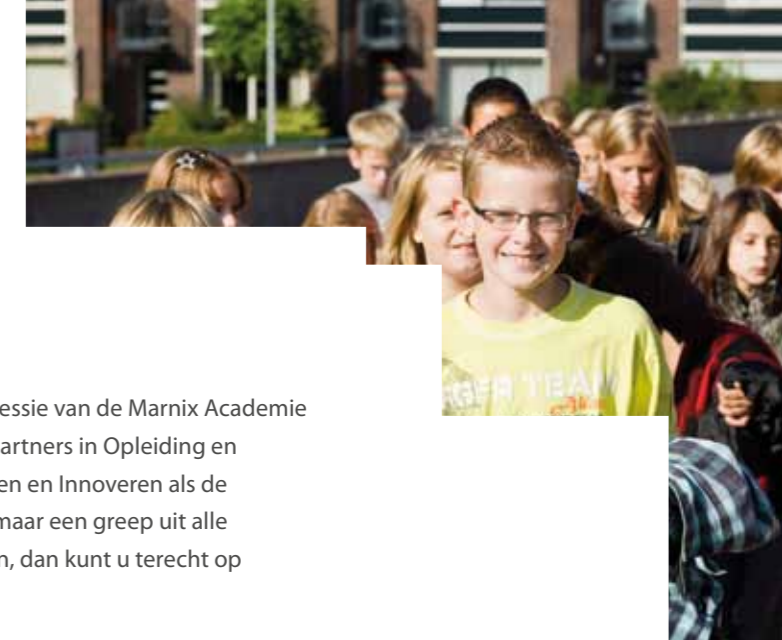 TEAM
essie van de Marnix Academie
artners in Opleiding en
en en Innoveren als de
maar een greep uit alle
n, dan kunt u terecht op